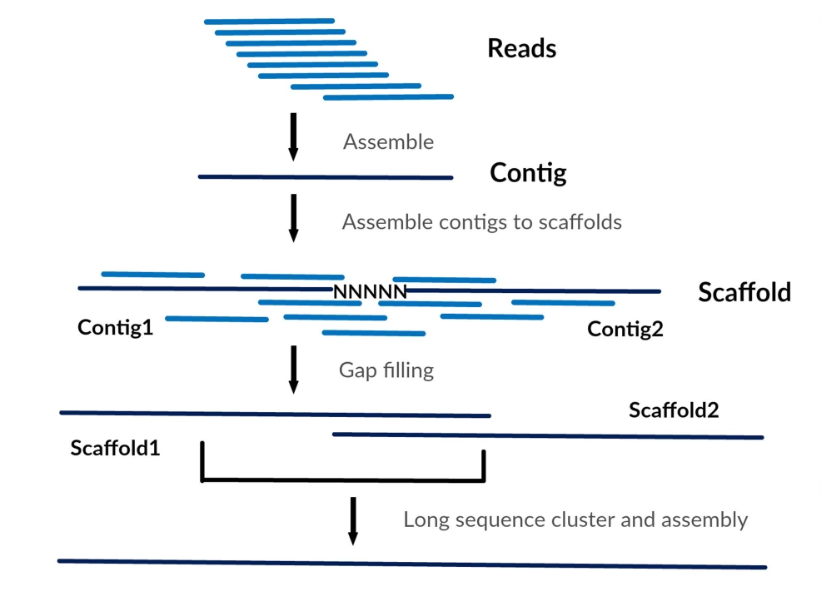 Reads
Assemble
Contig
Assemble contigs to scaffolds
NNNNN
Scaffold
Contig1
Contig2
Gap filling
Scaffold2
Scaffold1
Long sequence cluster and assembly